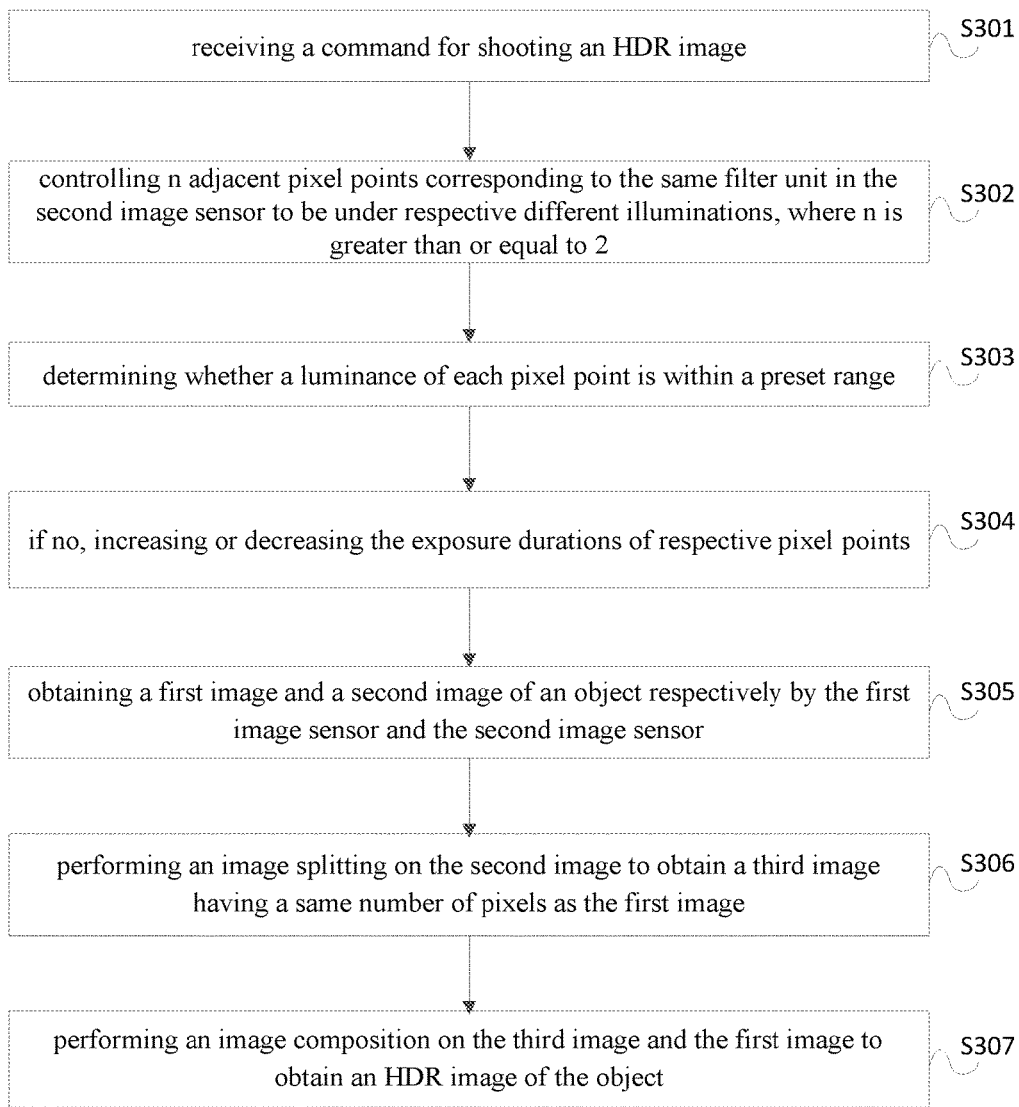 receiving a command for shooting an HDR image
S301
controlling n adjacent pixel points corresponding to the same filter unit in the
second image sensor to be under respective different illuminations, where n is
greater than or equal to 2
S302
determining whether a luminance of each pixel point is within a preset range
S303
if no, increasing or decreasing the exposure durations of respective pixel points
S304
obtaining a first image and a second image of an object respectively by the first
image sensor and the second image sensor
S305
performing an image splitting on the second image to obtain a third image
having a same number of pixels as the first image
S306
performing an image composition on the third image and the first image to
obtain an HDR image of the object
S307